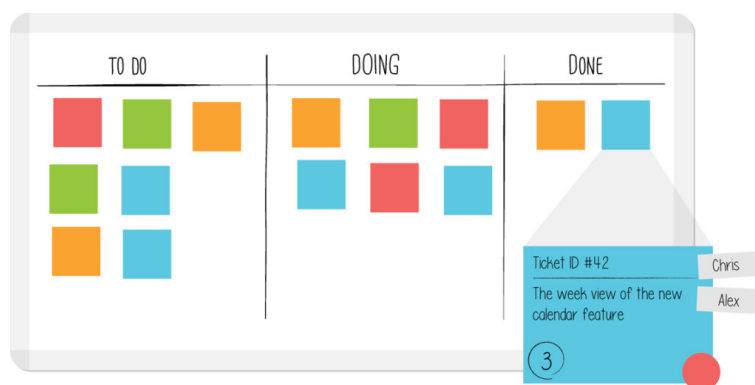 TO DO
DOING
DONE
Ticket ID #42
Chris
The week view of the new
calendar feature
Alex
3